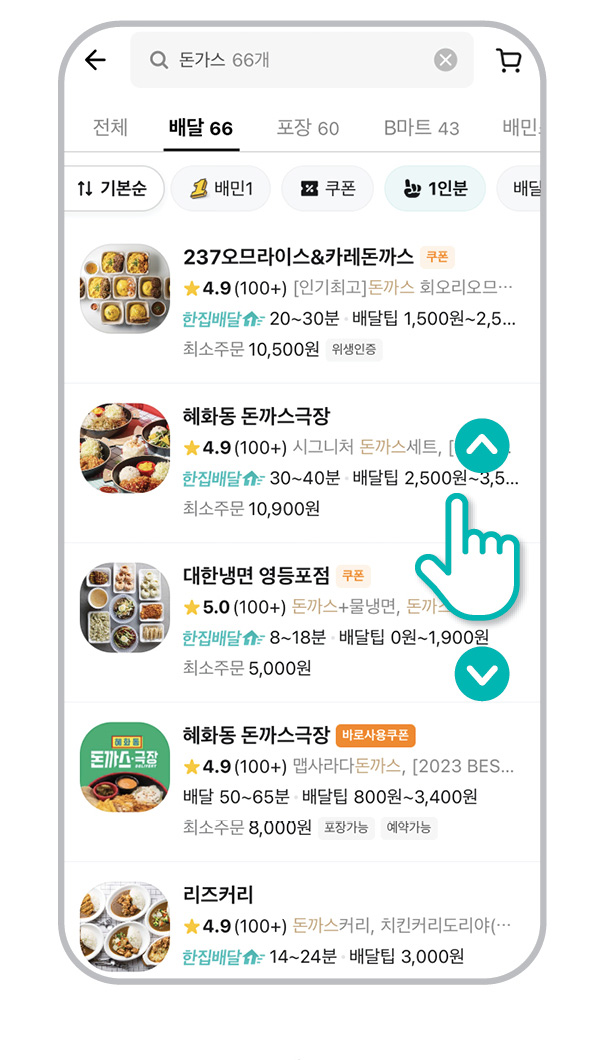 돈가스 66개
전체 배달 66 포장 60 B마트 43 배민
기본순 배민1 쿠폰 1인분 배달
237오므라이스&카레돈까스 쿠폰
4.9(100+) [인기최고]돈까스 회오리오므…
한집배달 20~30분 · 배달팁 1,500원~2,5...
최소주문 10,500원 위생인증
혜화동 돈까스극장
4.9(100+) 시그니처 돈까스세트, [
한집배달 30~40분 · 배달팁 2,500원~3,5...
최소주문 10,900원
대한냉면 영등포점 쿠폰
5.0(100+) 돈까스+물냉면, 돈까스
한집배달 8~18분 · 배달팁 0원~1,900원
최소주문 5,000원
혜화동
돈까스·극장
DELIVERY
혜화동 돈까스극장 바로사용쿠폰
4.9(100+) 맵사라다돈까스, [2023 BES...
배달 50~65분 · 배달팁 800원~3,400원
최소주문 8,000원 포장가능 예약가능
리즈커리
4.9(100+) 돈까스커리, 치킨커리도리야(…
한집배달 14~24분 · 배달팁 3,000원